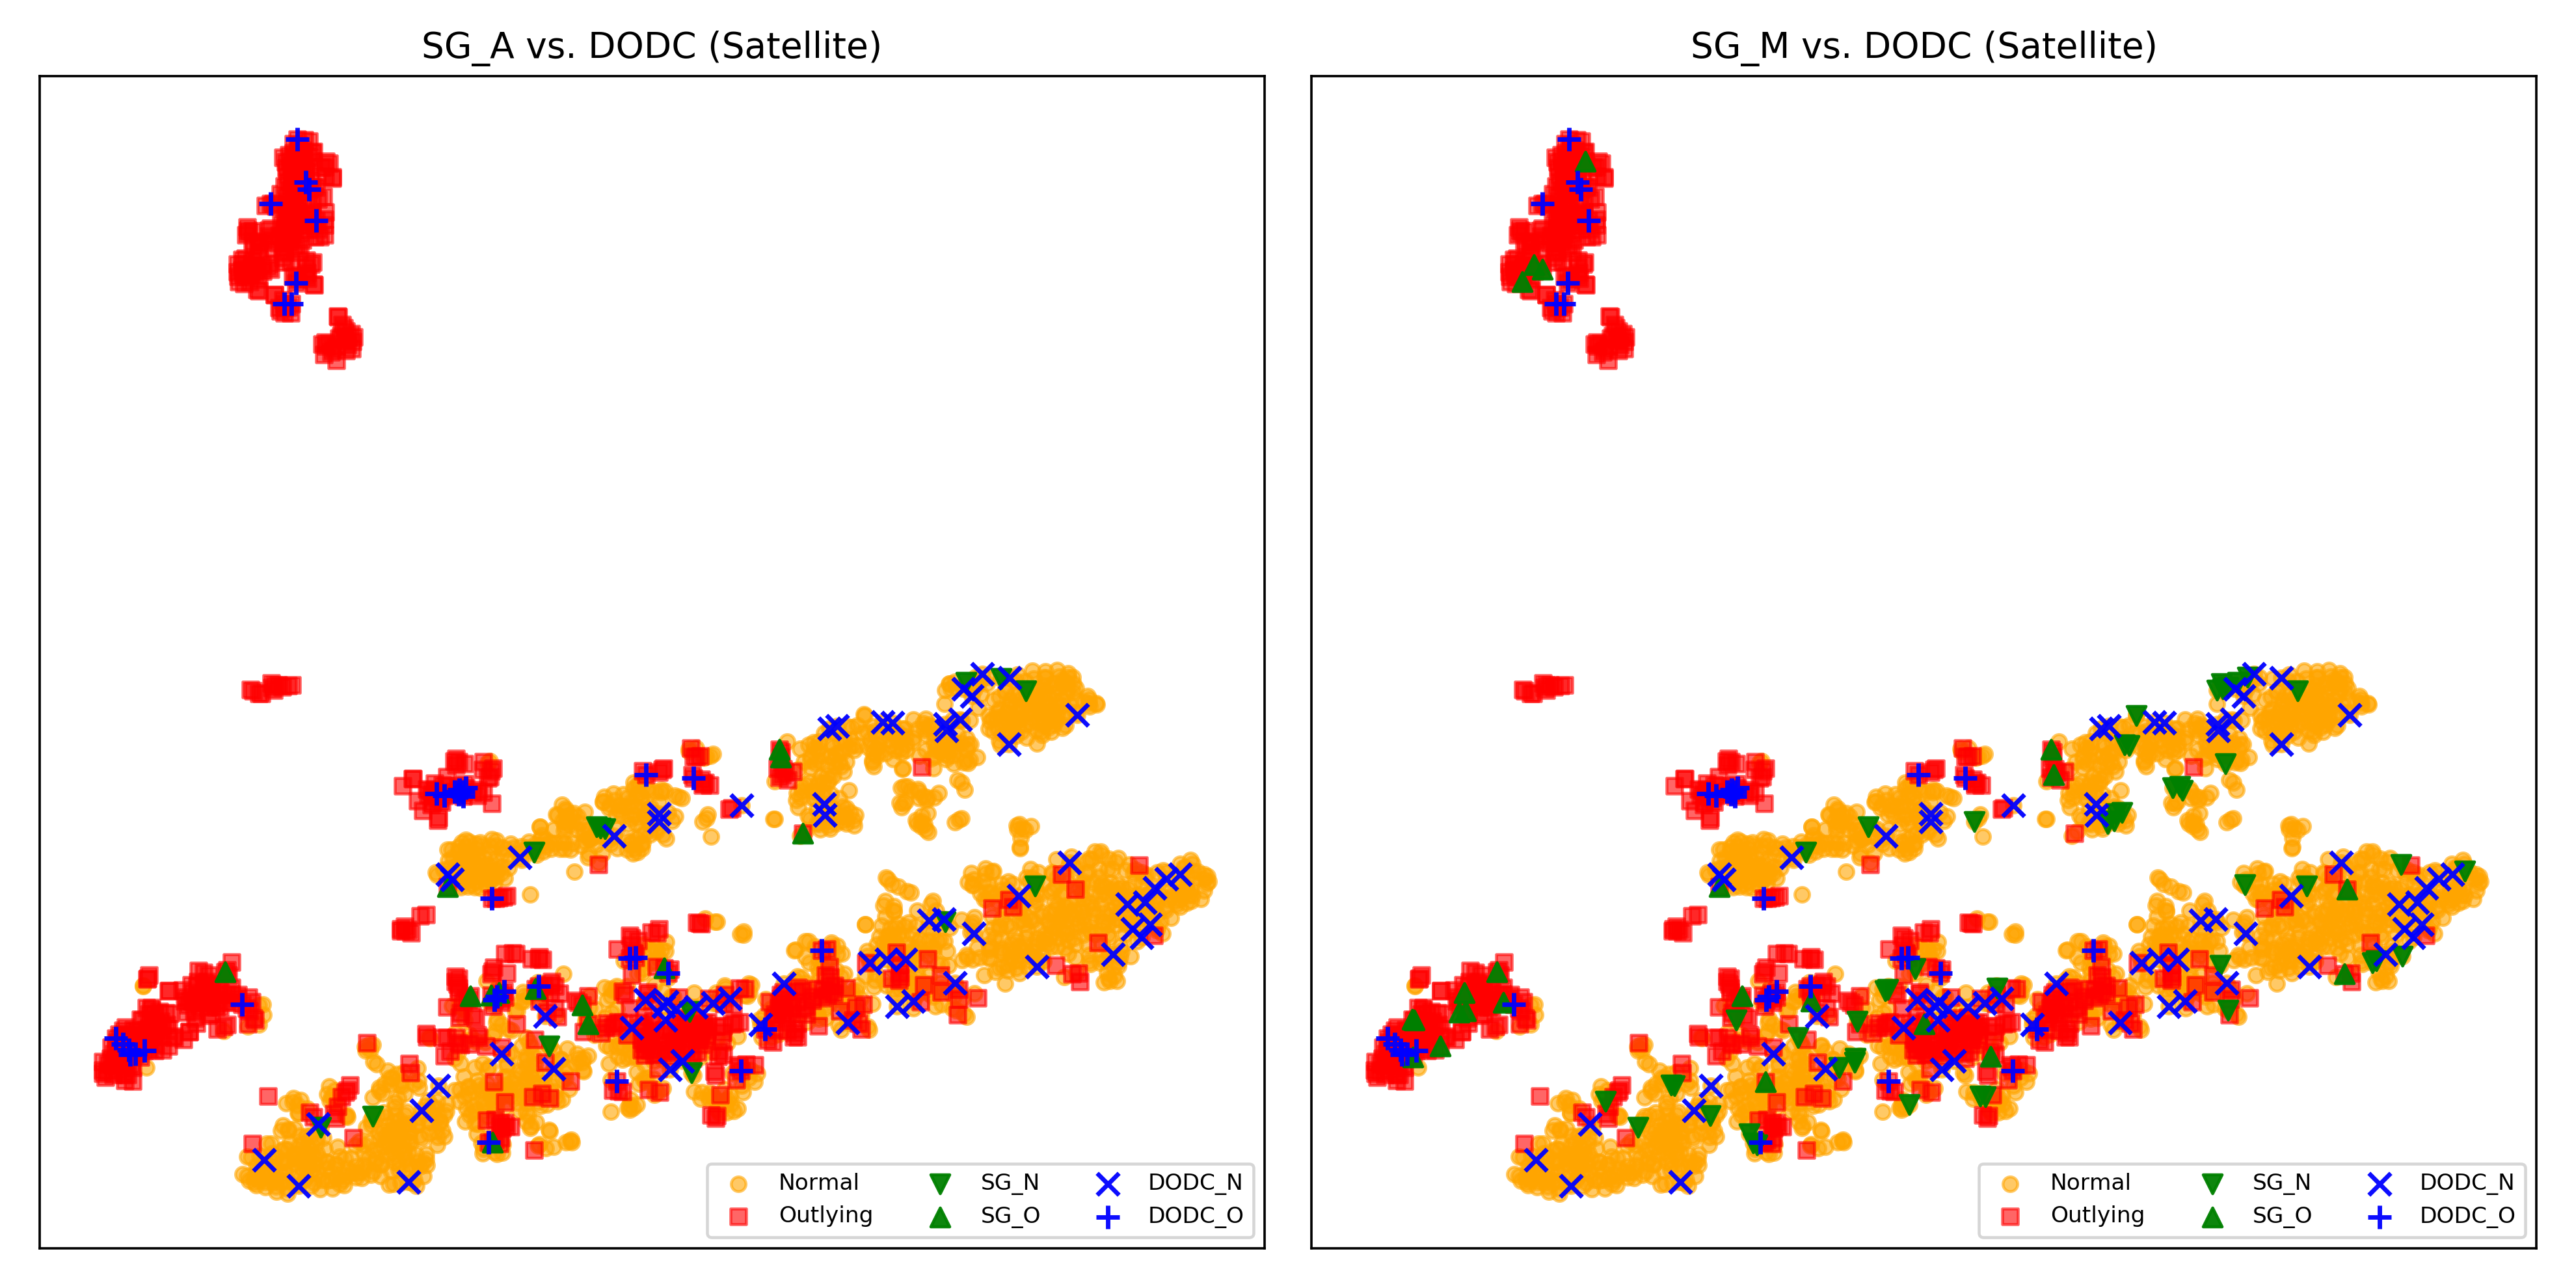 SG_A vs. DODC (Satellite)
SG_M vs. DODC (Satellite)
Normal SG_N DODC_N
Outlying SG_O DODC_O
Normal SG_N DODC_N
Outlying SG_O DODC_O